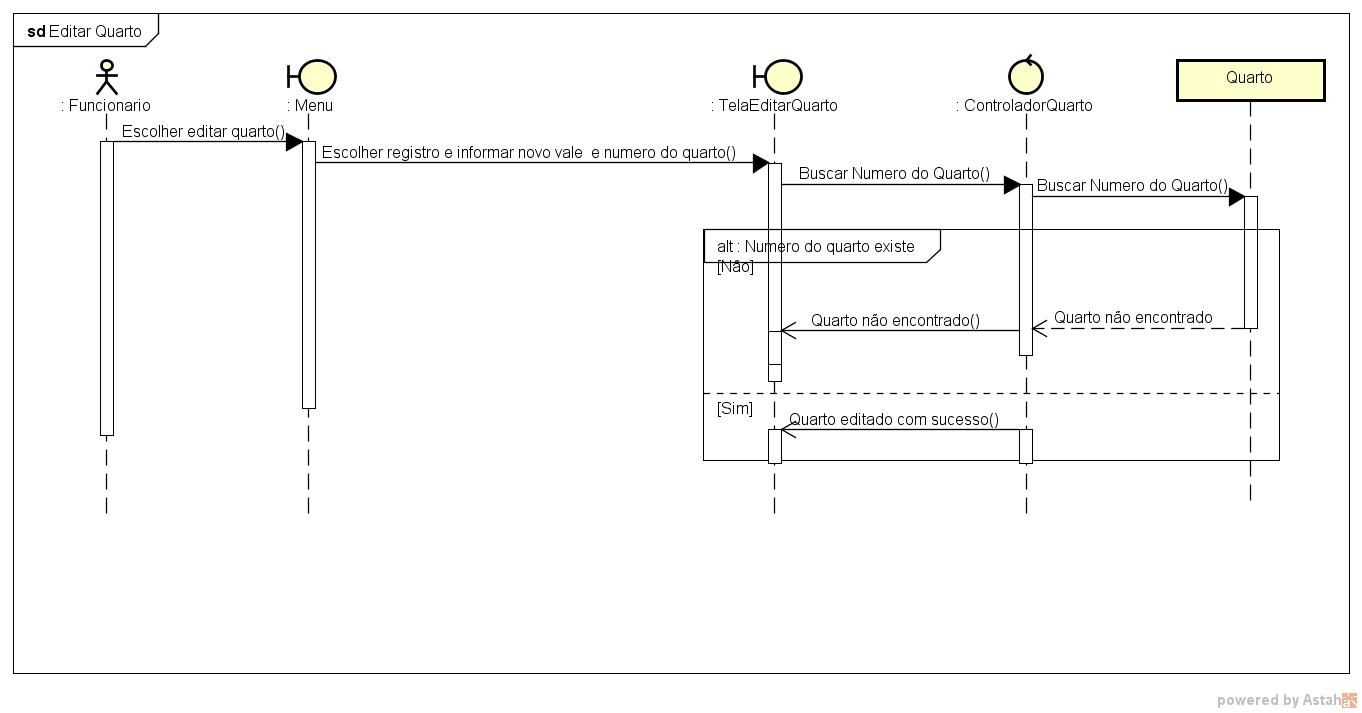 sd Editar Quarto
: Funcionario
: Menu
: TelaEditarQuarto
: ControladorQuarto
Quarto
Escolher editar quarto()
Escolher registro e informar novo vale e numero do quarto()
Buscar Numero do Quarto()
Buscar Numero do Quarto()
alt : Numero do quarto existe
[Não]
Quarto não encontrado()
Quarto não encontrado
[Sim]
Quarto editado com sucesso()
powered by Astah